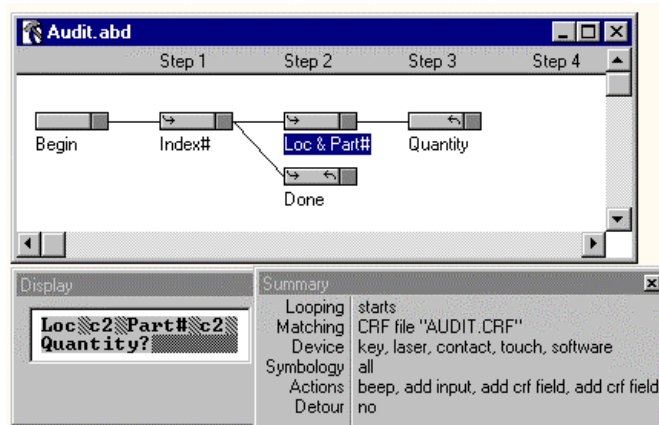 Audit.abd
Step 1 Step 2 Step 3 Step 4
Begin Index# Loc & Part# Quantity
Done
Display
Loc c2 Part# c2
Quantity?
Summary
Looping starts
Matching CRF file "AUDIT.CRF"
Device key, laser, contact, touch, software
Symbology all
Actions beep, add input, add crf field, add crf field
Detour no